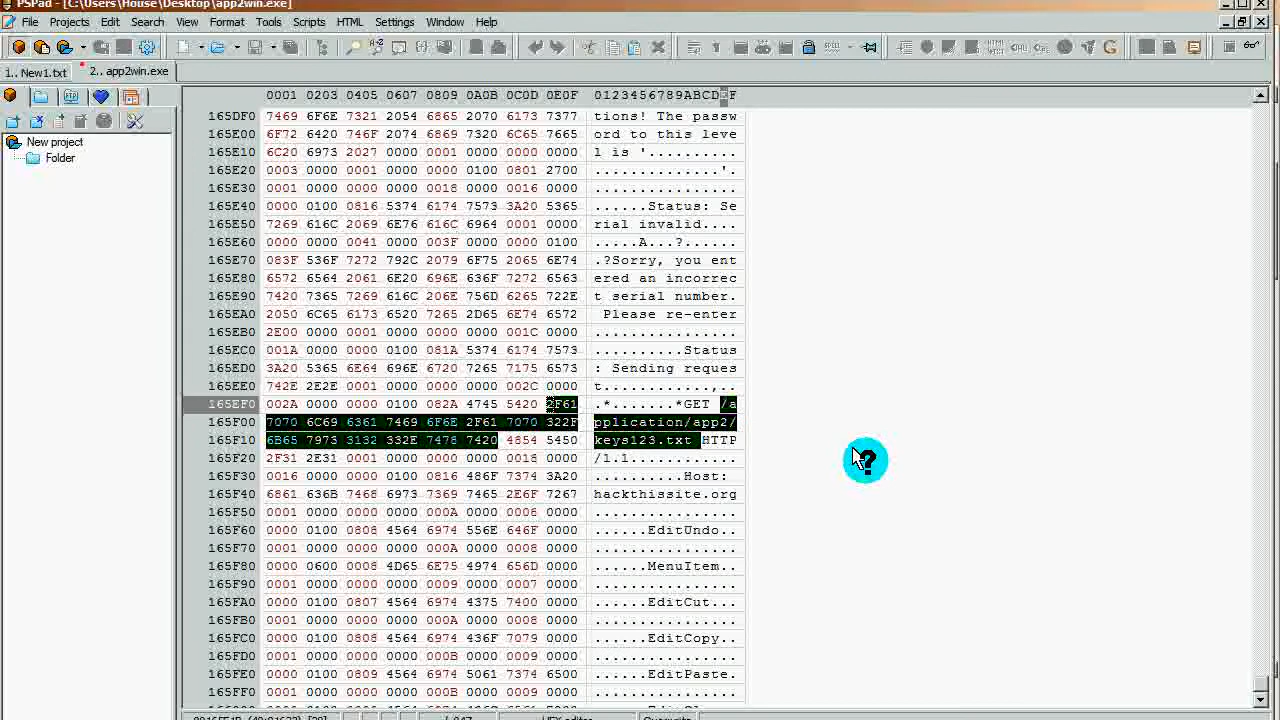 PSPad - [C:\Users\House\Desktop\app2win.exe]
File Projects Edit Search View Format Tools Scripts HTML Settings Window Help
1.. New1.txt 2.. app2win.exe
New project
Folder
0001 0203 0405 0607 0809 0A0B 0C0D 0E0F 0123456789ABCDEF
165DF0 7469 6F6E 7321 2054 6865 2070 6173 7377 tions! The passw
165E00 6F72 6420 746F 2074 6869 7320 6C65 7665 ord to this leve
165E10 6C20 6973 2027 0000 0001 0000 0000 0000 l is '..........
165E20 0003 0000 0001 0000 0000 0100 0801 2700 ..............'.
165E30 0001 0000 0000 0018 0000 0016 0000 0000 ................
165E40 0000 0100 0816 5374 6174 7573 3A20 5365 ......Status: Se
165E50 7269 616C 2069 6E76 616C 6964 0001 0000 rial invalid....
165E60 0000 0000 0041 0000 003F 0000 0000 0100 .....A...?......
165E70 083F 536F 7272 792C 2079 6F75 2065 6E74 .?Sorry, you ent
165E80 6572 6564 2061 6E20 696E 636F 7272 6563 ered an incorrec
165E90 7420 7365 7269 616C 206E 756D 6265 722E t serial number.
165EA0 2050 6C65 6173 6520 7265 2D65 6E74 6572 Please re-enter
165EB0 2E00 0000 0001 0000 0000 0000 001C 0000 ................
165EC0 001A 0000 0000 0100 081A 5374 6174 7573 ..........Status
165ED0 3A20 5365 6E64 696E 6720 7265 7175 6573 : Sending reques
165EE0 742E 2E2E 0001 0000 0000 0000 002C 0000 t............,..
165EF0 002A 0000 0000 0100 082A 4745 5420 2F61 .*.......*GET /a
165F00 7070 6C69 6361 7469 6F6E 2F61 7070 322F pplication/app2/
165F10 6B65 7973 3132 332E 7478 7420 4854 5450 keys123.txt HTTP
165F20 2F31 2E31 0001 0000 0000 0000 0018 0000 /1.1............
165F30 0016 0000 0000 0100 0816 486F 7374 3A20 ..........Host:
165F40 6861 636B 7468 6973 7369 7465 2E6F 7267 hackthissite.org
165F50 0001 0000 0000 0000 000A 0000 0008 0000 ................
165F60 0000 0100 0808 4564 6974 556E 646F 0000 ......EditUndo..
165F70 0001 0000 0000 0000 000A 0000 0008 0000 ................
165F80 0000 0600 0008 4D65 6E75 4974 656D 0000 ......MenuItem..
165F90 0001 0000 0000 0000 0009 0000 0007 0000 ................
165FA0 0000 0100 0807 4564 6974 4375 7400 0000 ......EditCut...
165FB0 0001 0000 0000 0000 000A 0000 0008 0000 ................
165FC0 0000 0100 0808 4564 6974 436F 7079 0000 ......EditCopy..
165FD0 0001 0000 0000 0000 000B 0000 0009 0000 ................
165FE0 0000 0100 0809 4564 6974 5061 7374 6500 ......EditPaste.
165FF0 0001 0000 0000 0000 000B 0000 0009 0000 ................